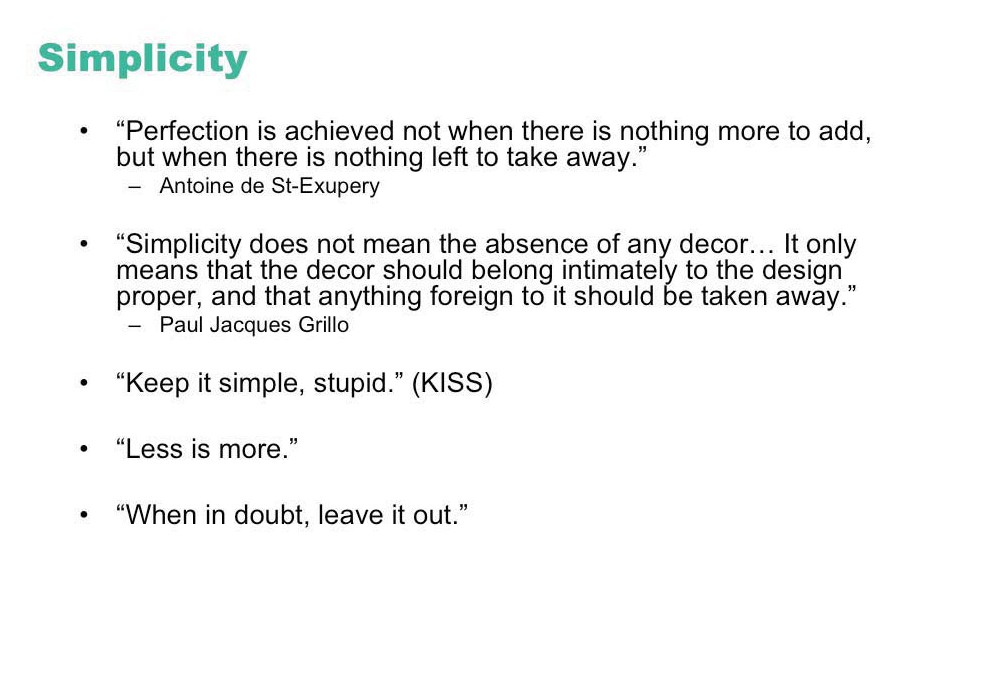 Simplicity
• “Perfection is achieved not when there is nothing more to add,
but when there is nothing left to take away.”
– Antoine de St-Exupery
• “Simplicity does not mean the absence of any decor… It only
means that the decor should belong intimately to the design
proper, and that anything foreign to it should be taken away.”
– Paul Jacques Grillo
• “Keep it simple, stupid.” (KISS)
• “Less is more.”
• “When in doubt, leave it out.”